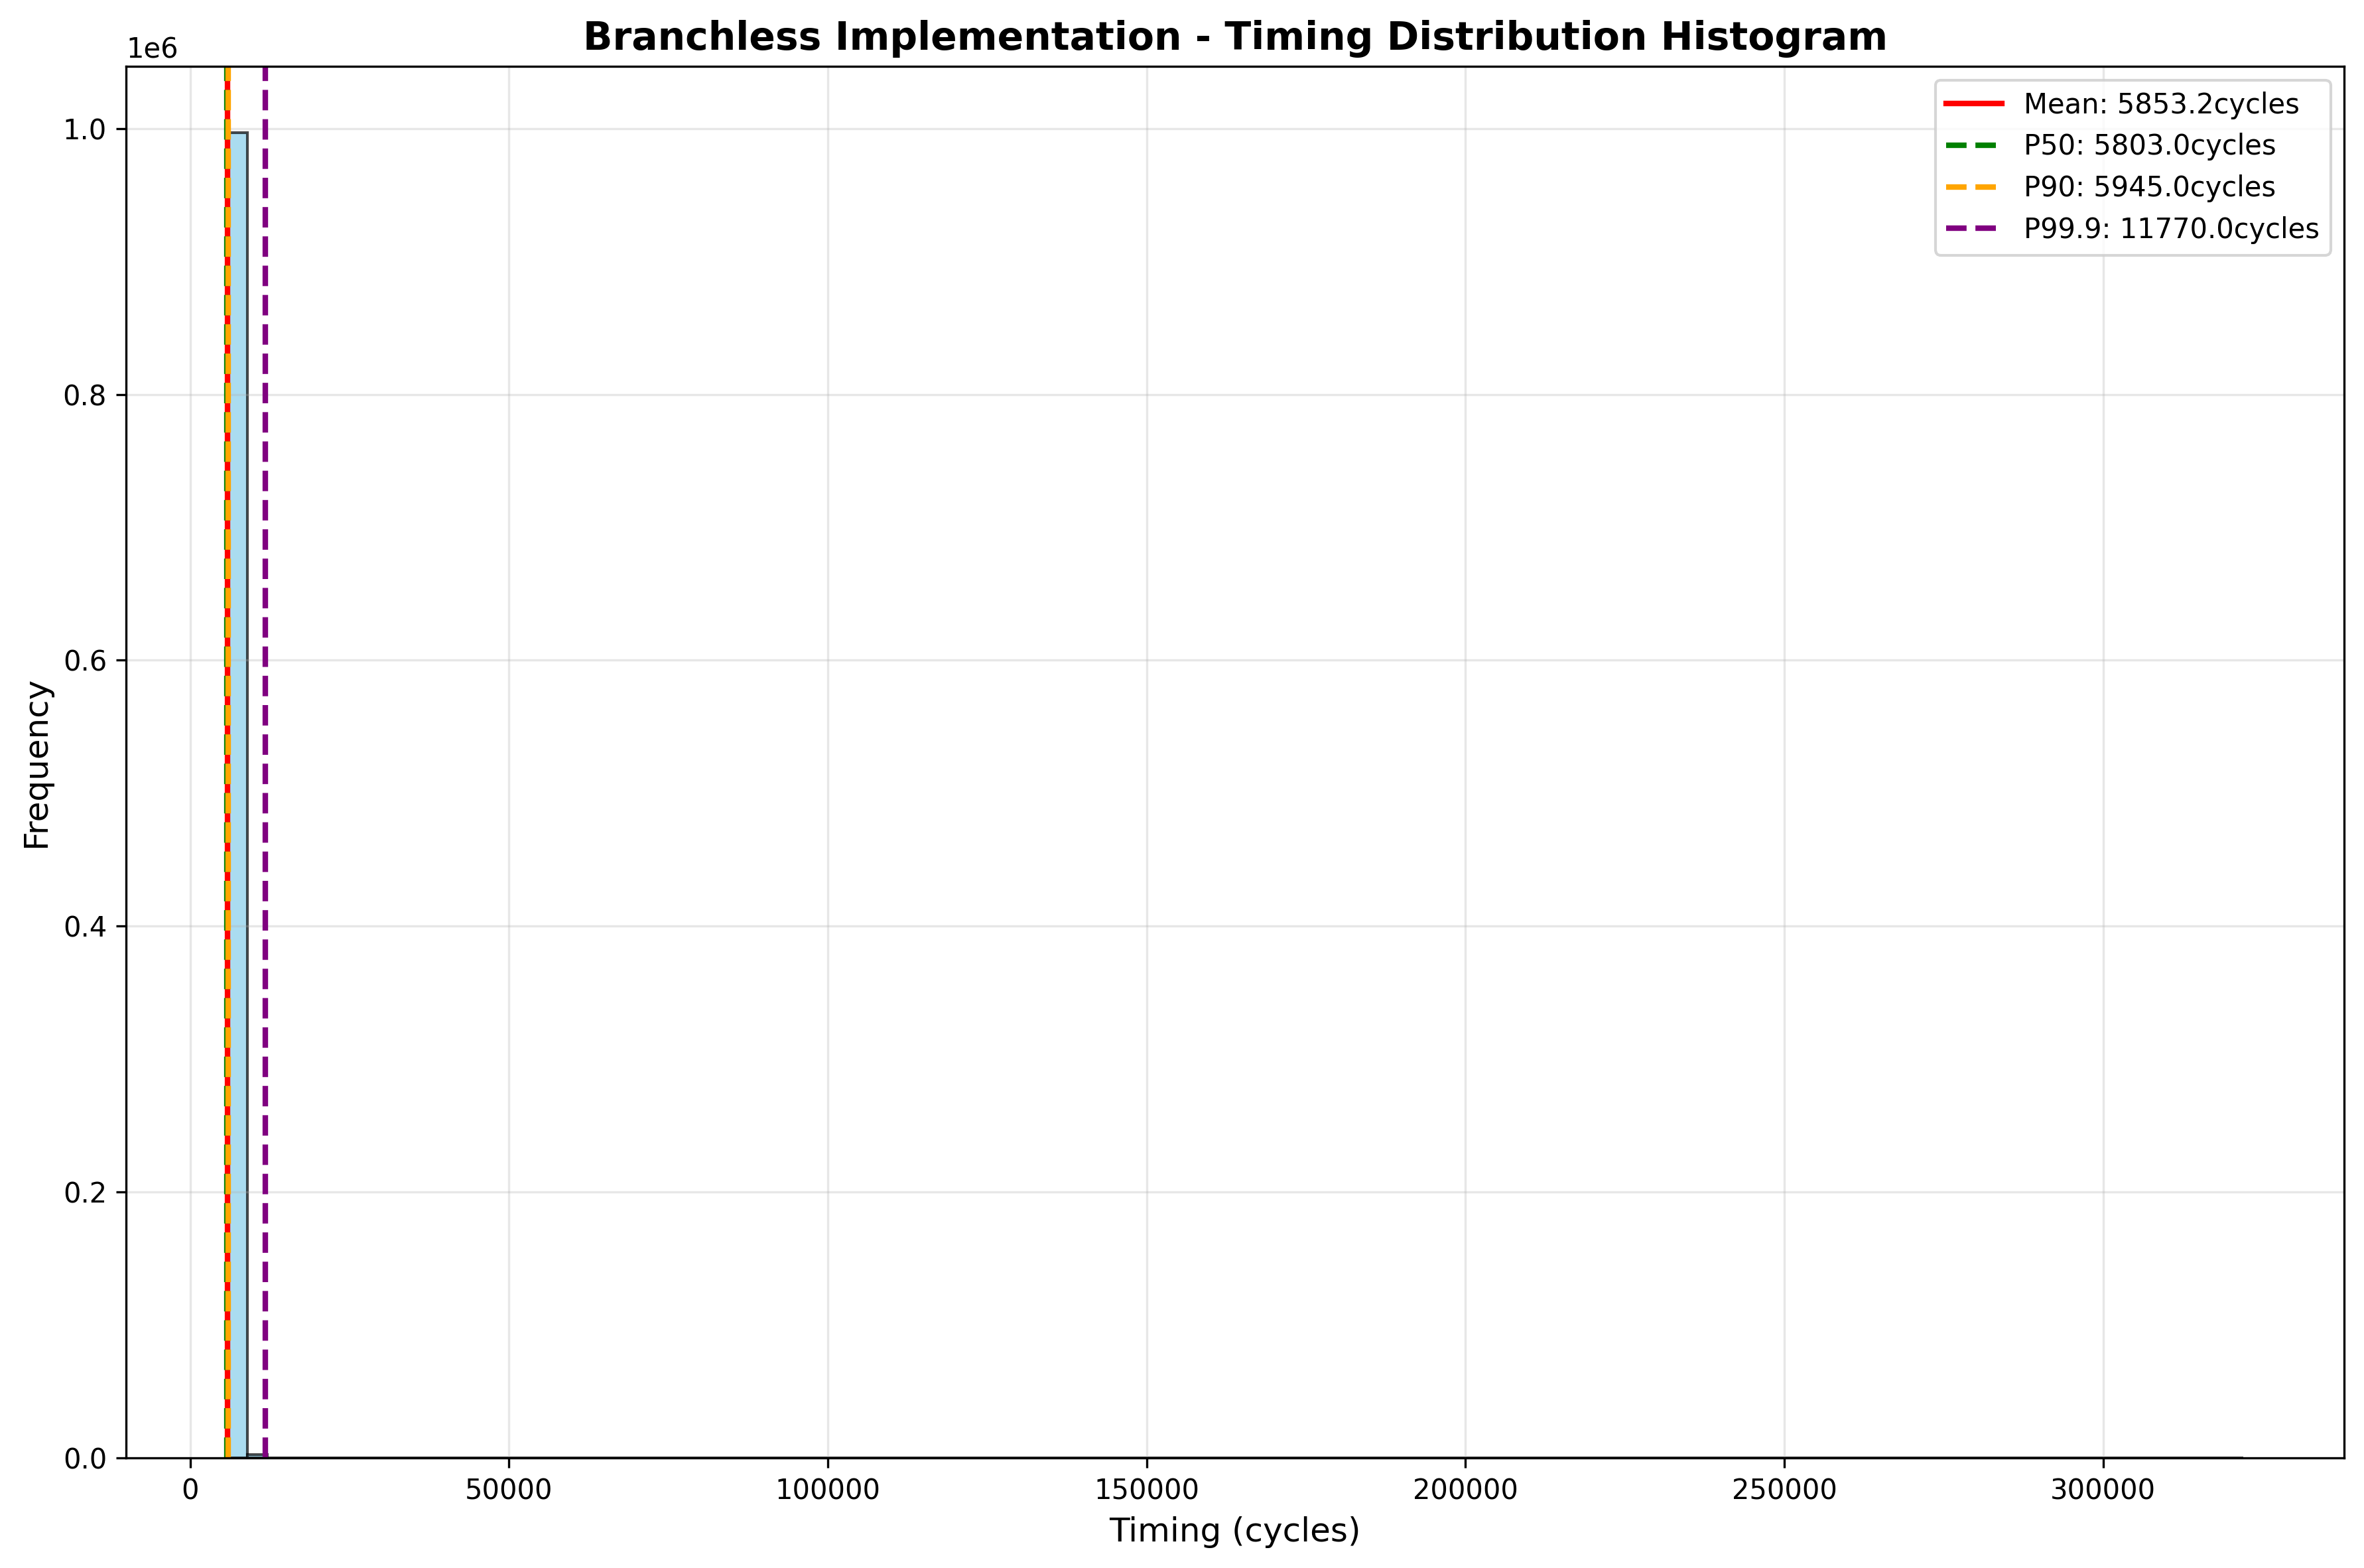 Branchless Implementation - Timing Distribution Histogram
1e6
Mean: 5853.2cycles
P50: 5803.0cycles
P90: 5945.0cycles
P99.9: 11770.0cycles
1.0
0.8
0.6
0.4
0.2
0.0
Frequency
0 50000 100000 150000 200000 250000 300000
Timing (cycles)